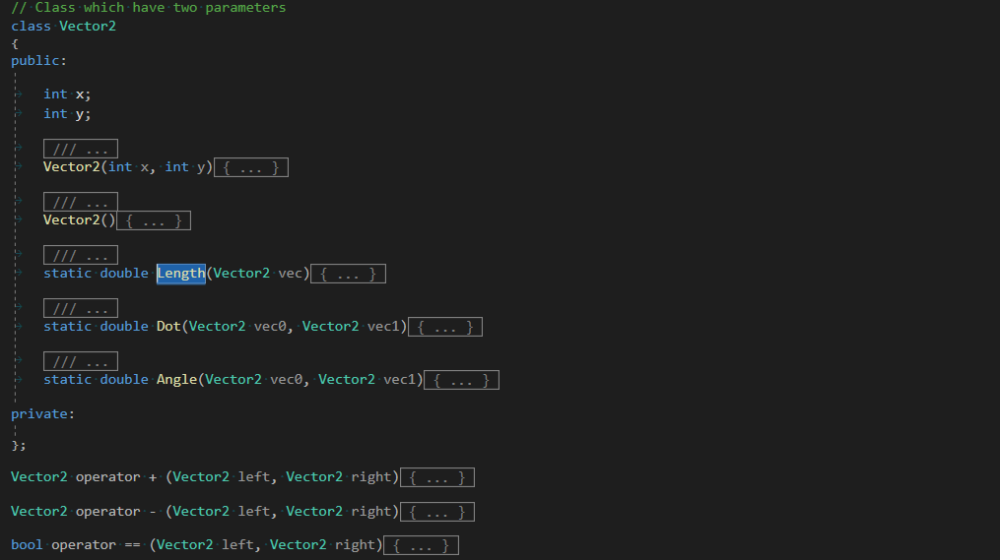 // Class which have two parameters
class Vector2
{
public:
int x;
int y;
/// ...
Vector2(int x, int y){ ... }
/// ...
Vector2(){ ... }
/// ...
static double Length(Vector2 vec){ ... }
/// ...
static double Dot(Vector2 vec0, Vector2 vec1){ ... }
/// ...
static double Angle(Vector2 vec0, Vector2 vec1){ ... }
private:
};
Vector2 operator + (Vector2 left, Vector2 right){ ... }
Vector2 operator - (Vector2 left, Vector2 right){ ... }
bool operator == (Vector2 left, Vector2 right){ ... }